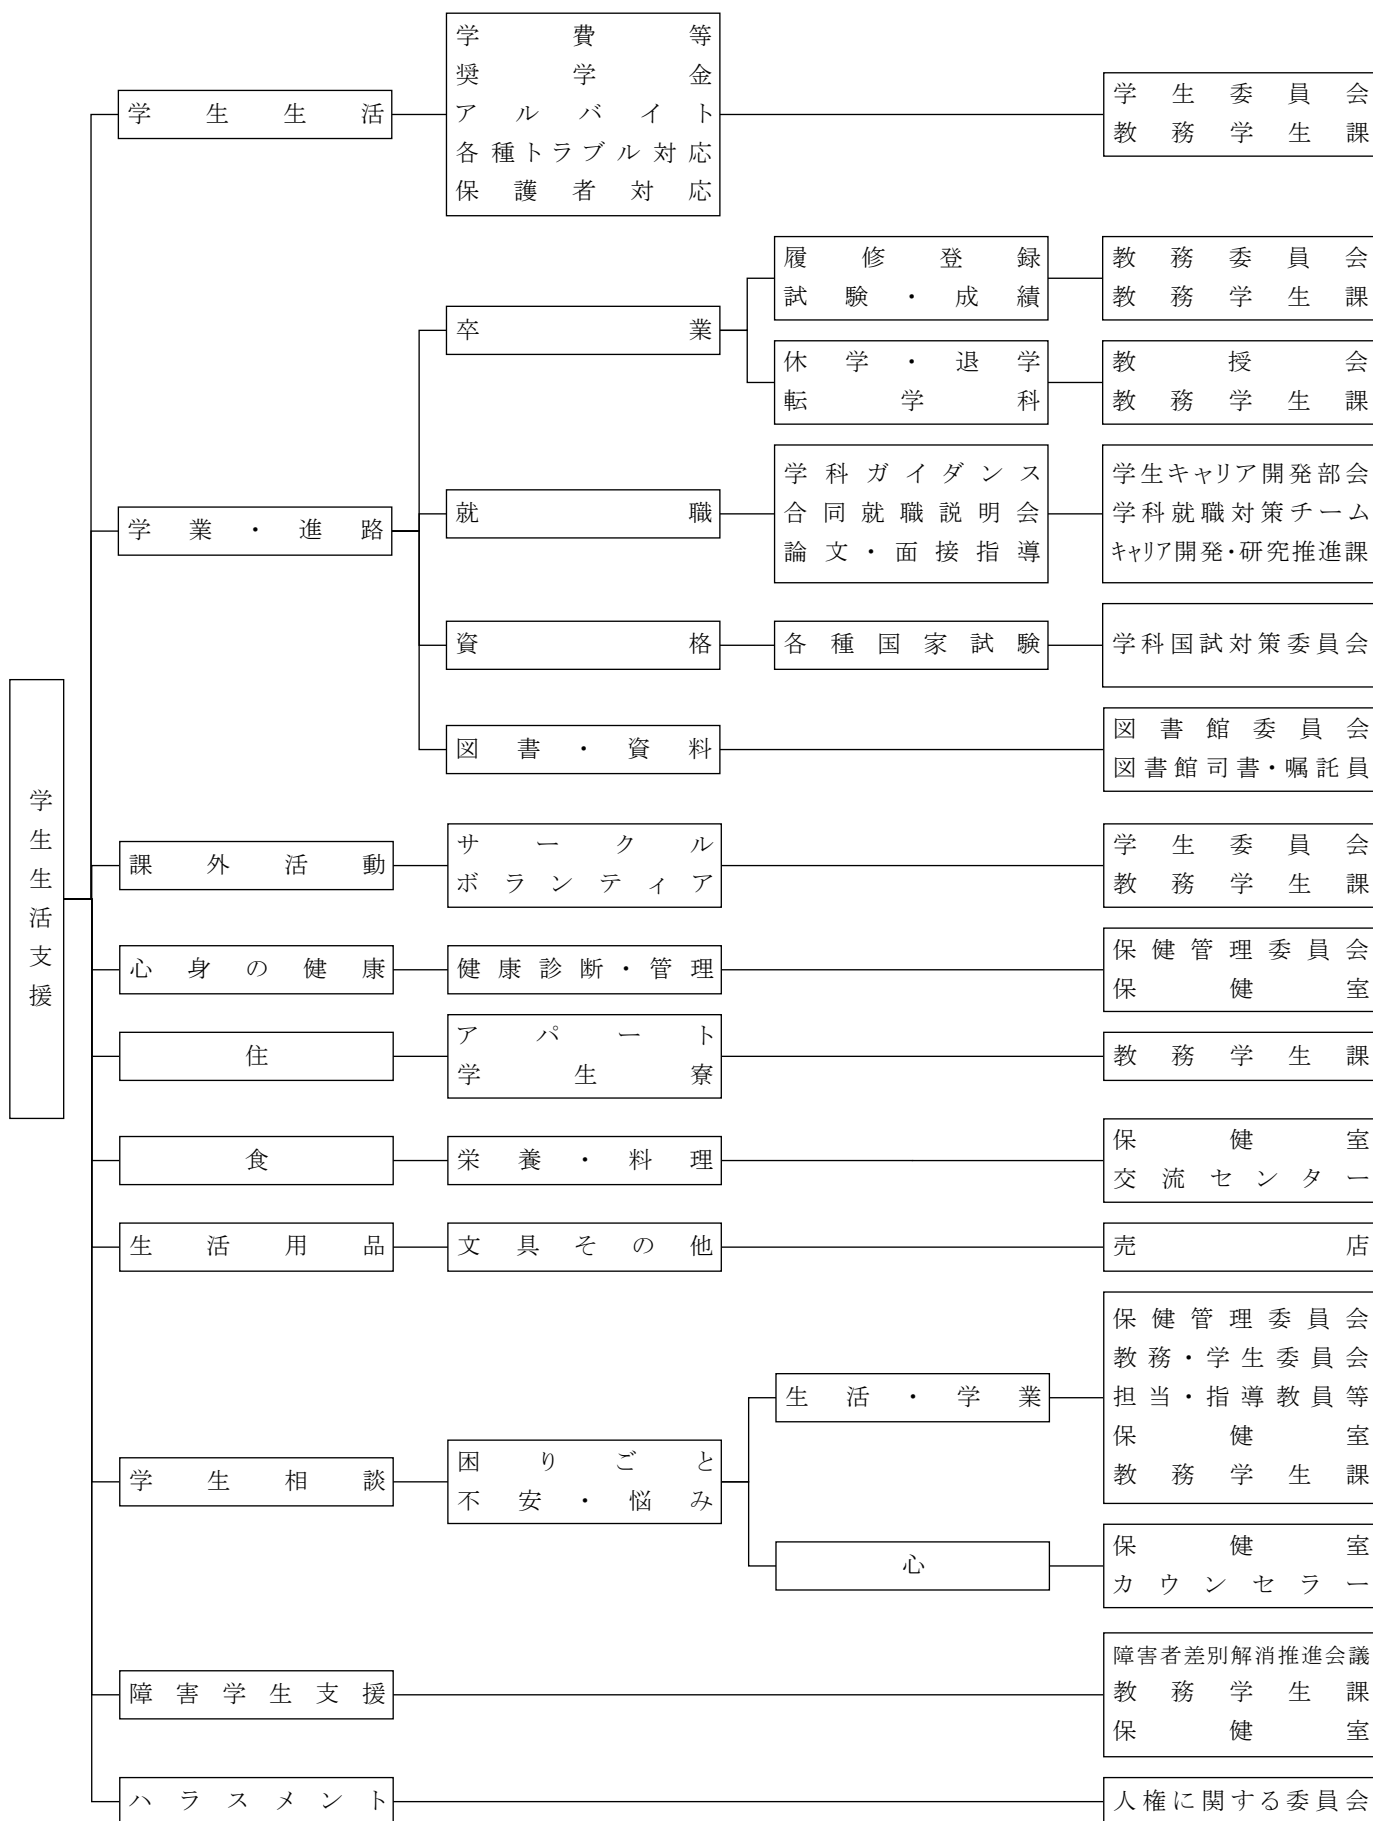 学生生活支援
学生生活
学費等
奨学金
アルバイト
各種トラブル対応
保護者対応
学生委員会
教務学生課
学業・進路
卒業
履修登録
試験・成績
教務委員会
教務学生課
休学・退学
転学科
教授会
教務学生課
就職
学科ガイダンス
合同就職説明会
論文・面接指導
学生キャリア開発部会
学科就職対策チーム
キャリア開発・研究推進課
資格
各種国家試験
学科国試対策委員会
図書・資料
図書館委員会
図書館司書・嘱託員
課外活動
サークル
ボランティア
学生委員会
教務学生課
心身の健康
健康診断・管理
保健管理委員会
保健室
住
アパート
学生寮
教務学生課
食
栄養・料理
保健室
交流センター
生活用品
文具その他
売店
学生相談
困りごと
不安・悩み
生活・学業
保健管理委員会
教務・学生委員会
担当・指導教員等
保健室
教務学生課
心
保健室
カウンセラー
障害学生支援
障害者差別解消推進会議
教務学生課
保健室
ハラスメント
人権に関する委員会